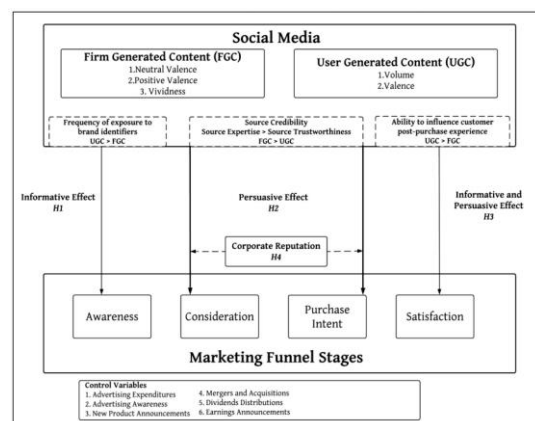 Social Media
Firm Generated Content (FGC)
1.Neutral Valence
2.Positive Valence
3. Vividness
User Generated Content (UGC)
1.Volume
2.Valence
Frequency of exposure to
brand identifiers
UGC > FGC
Source Credibility
Source Expertise > Source Trustworthiness
FGC > UGC
Ability to influence customer
post-purchase experience
UGC > FGC
Informative Effect
H1
Persuasive Effect
H2
Informative and
Persuasive Effect
H3
Corporate Reputation
H4
Awareness
Consideration
Purchase
Intent
Satisfaction
Marketing Funnel Stages
Control Variables
1. Advertising Expenditures
2. Advertising Awareness
3. New Product Announcements
4. Mergers and Acquisitions
5. Dividends Distributions
6. Earnings Announcements